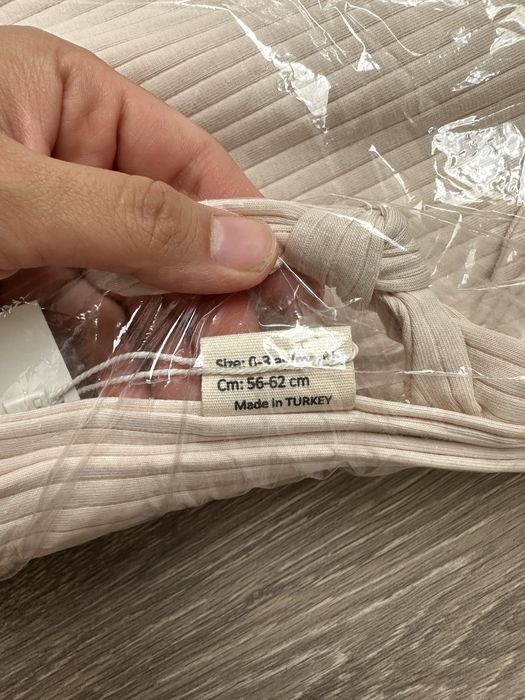 Size: 0-3
Cm: 56-62 cm
Made in TURKEY